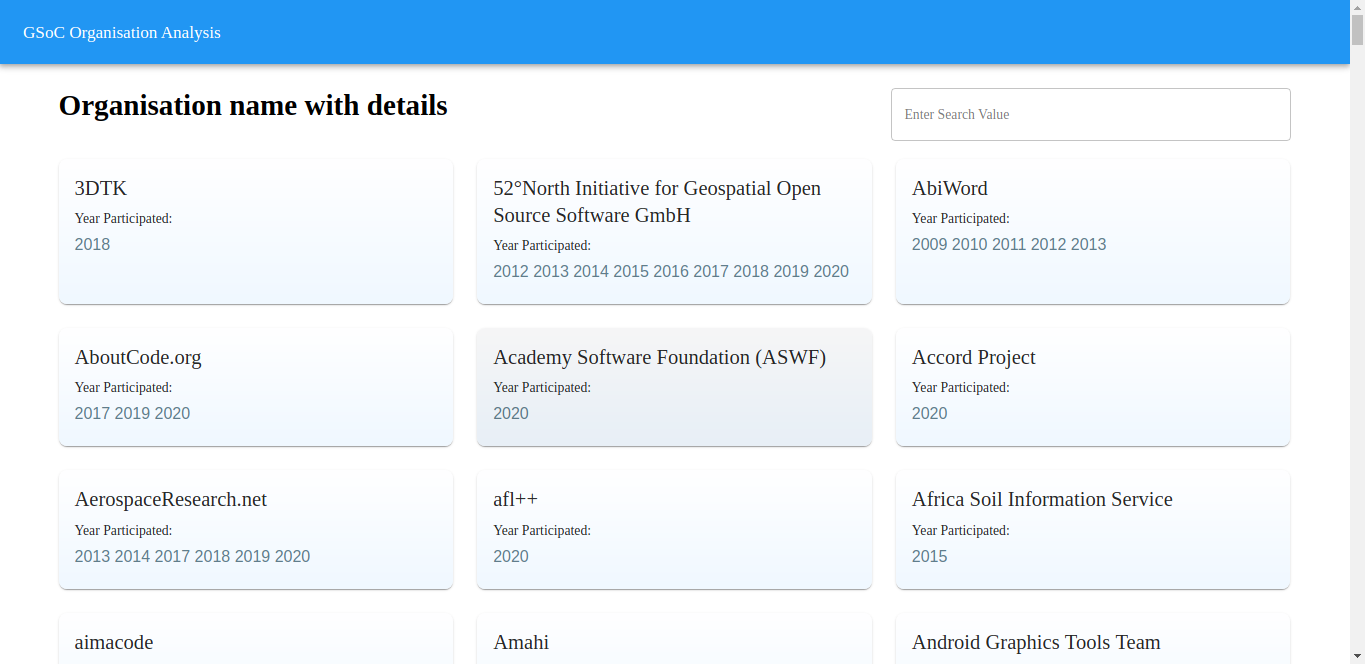 GSoC Organisation Analysis
Organisation name with details
Enter Search Value
3DTK
Year Participated:
2018
52°North Initiative for Geospatial Open
Source Software GmbH
Year Participated:
2012 2013 2014 2015 2016 2017 2018 2019 2020
AbiWord
Year Participated:
2009 2010 2011 2012 2013
AboutCode.org
Year Participated:
2017 2019 2020
Academy Software Foundation (ASWF)
Year Participated:
2020
Accord Project
Year Participated:
2020
AerospaceResearch.net
Year Participated:
2013 2014 2017 2018 2019 2020
afl++
Year Participated:
2020
Africa Soil Information Service
Year Participated:
2015
aimacode
Amahi
Android Graphics Tools Team